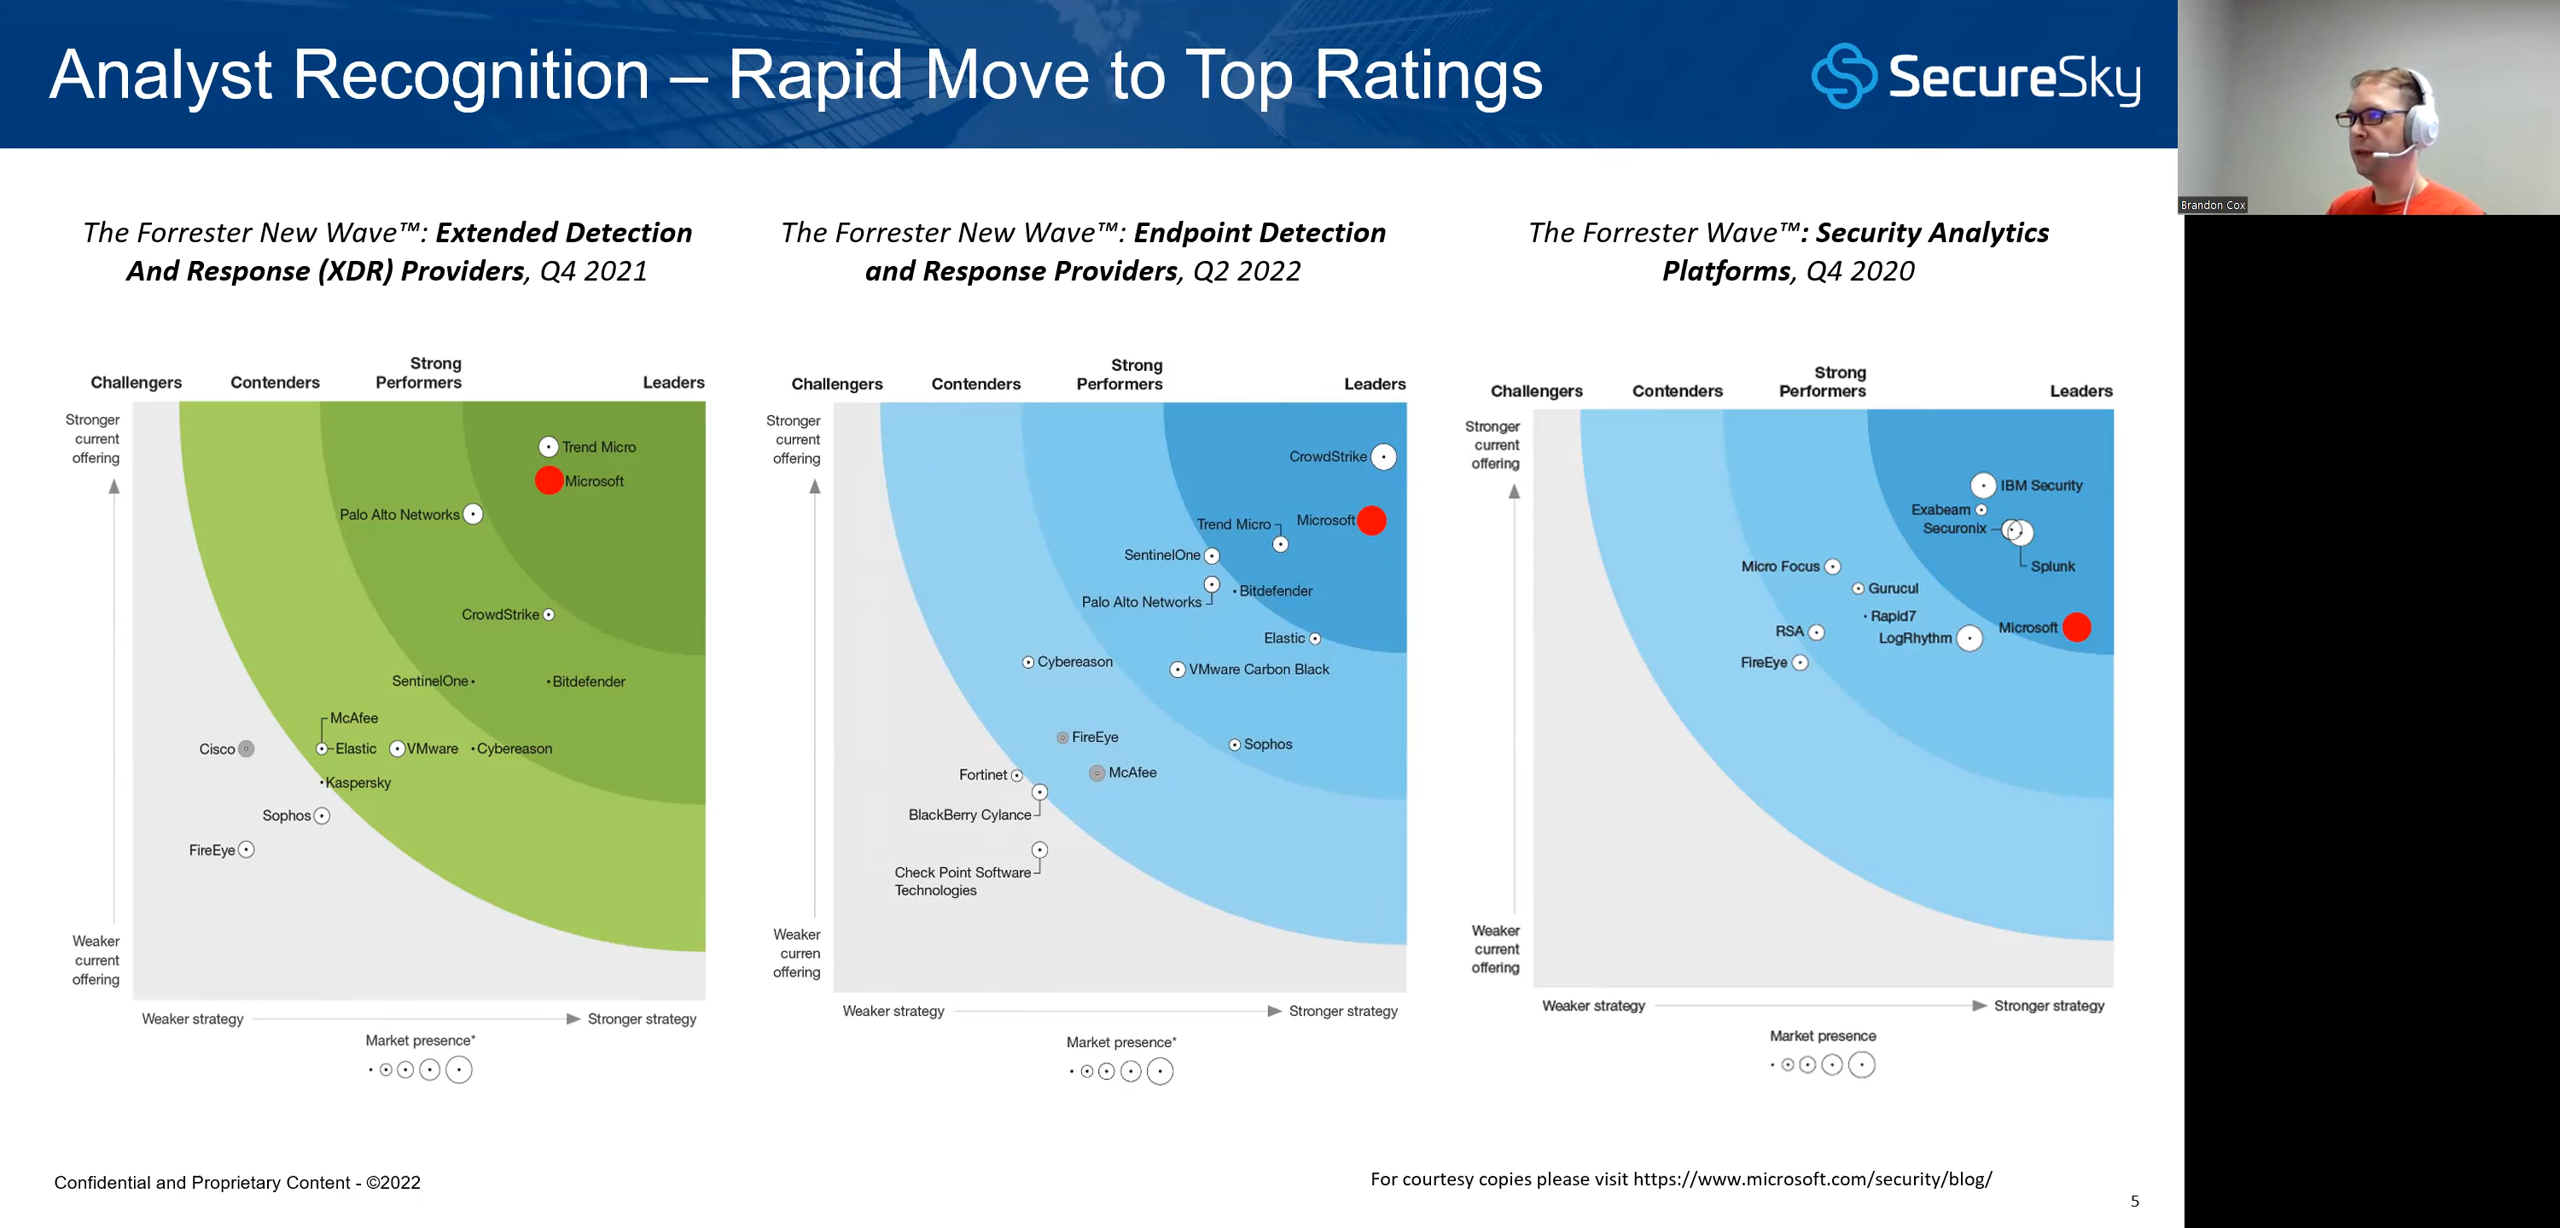 Analyst Recognition – Rapid Move to Top Ratings
SecureSky
Brandon Cox
The Forrester New Wave™: Extended Detection
And Response (XDR) Providers, Q4 2021
Strong
Performers
Challengers
Contenders
Leaders
Stronger
current
offering
Trend Micro
Microsoft
Palo Alto Networks
CrowdStrike
SentinelOne
Bitdefender
McAfee
Cisco
Elastic
VMware
Cybereason
Kaspersky
Sophos
FireEye
Weaker
current
offering
Weaker strategy
Stronger strategy
Market presence*
The Forrester New Wave™: Endpoint Detection
and Response Providers, Q2 2022
Strong
Performers
Challengers
Contenders
Leaders
Stronger
current
offering
CrowdStrike
Trend Micro
Microsoft
SentinelOne
Bitdefender
Palo Alto Networks
Elastic
Cybereason
VMware Carbon Black
FireEye
Sophos
Fortinet
McAfee
BlackBerry Cylance
Check Point Software
Technologies
Weaker
curren
offering
Weaker strategy
Stronger strategy
Market presence*
The Forrester Wave™: Security Analytics
Platforms, Q4 2020
Strong
Performers
Challengers
Contenders
Leaders
Stronger
current
offering
IBM Security
Exabeam
Securonix
Splunk
Micro Focus
Gurucul
Rapid7
RSA
LogRhythm
Microsoft
FireEye
Weaker
current
offering
Weaker strategy
Stronger strategy
Market presence
Confidential and Proprietary Content - ©2022
For courtesy copies please visit https://www.microsoft.com/security/blog/
5